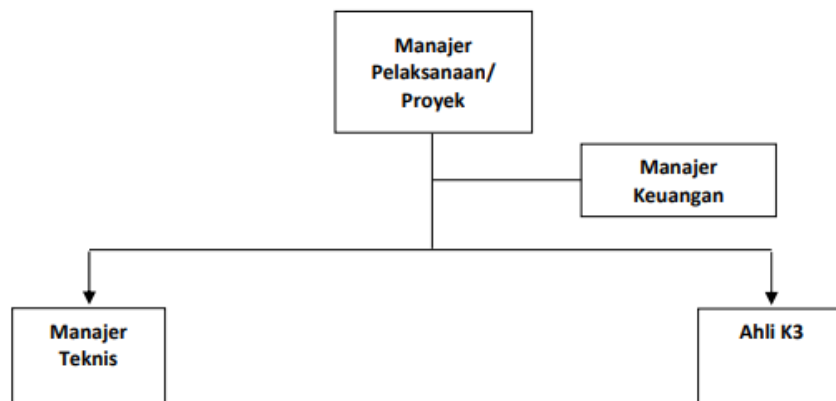 Manajer
Pelaksanaan/
Proyek
Manajer
Keuangan
Manajer
Teknis
Ahli K3